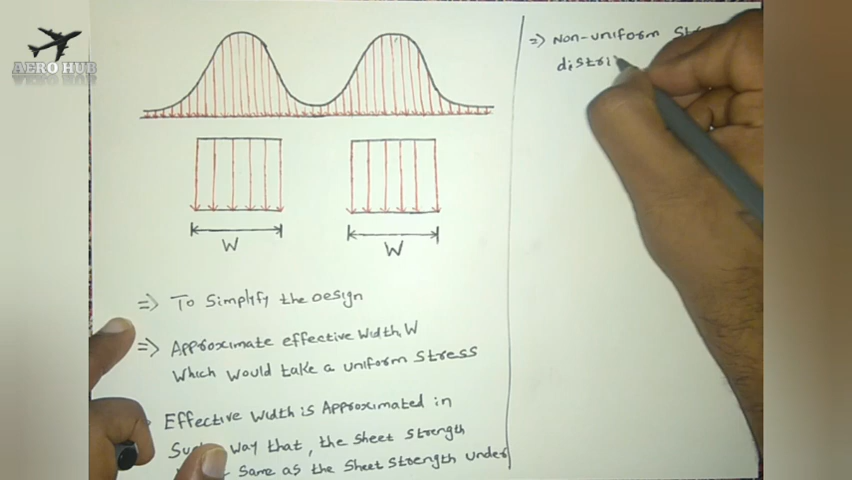 AERO HUB
W
W
=> To simplify the Design
=> Approximate effective width, W
which would take a uniform stress
Effective width is Approximated in
way that, the sheet strength
same as the sheet strength under
=> Non-uniform
distri